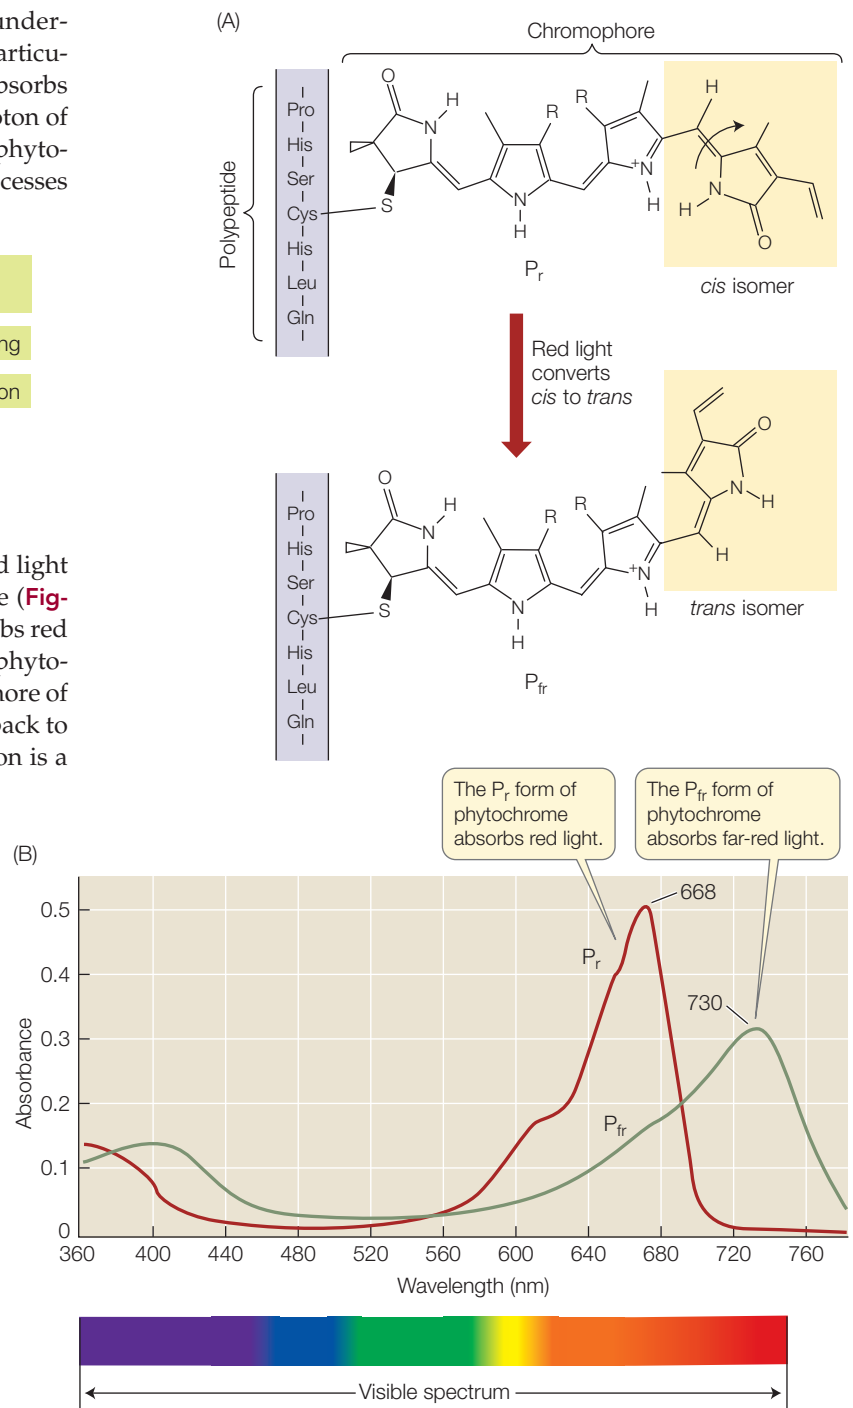 under-
articu-
bsorbs
oton of
phyto-
cesses
ng
on
d light
e (Fig-
bs red
phyto-
nore of
back to
on is a
(A)
Chromophore
Polypeptide
Pro
His
Ser
Cys
His
Leu
Gln
O
H
N
S
R
N
H
R
+N
H
H
N
H
O
Pr
cis isomer
Red light
converts
cis to trans
Pro
His
Ser
Cys
His
Leu
Gln
O
H
N
S
R
N
H
R
+N
H
O
N
H
H
trans isomer
Pfr
The Pr form of
phytochrome
absorbs red light.
The Pfr form of
phytochrome
absorbs far-red light.
(B)
668
730
Pr
Pfr
Absorbance
0.5
0.4
0.3
0.2
0.1
0
360 400 440 480 520 560 600 640 680 720 760
Wavelength (nm)
Visible spectrum